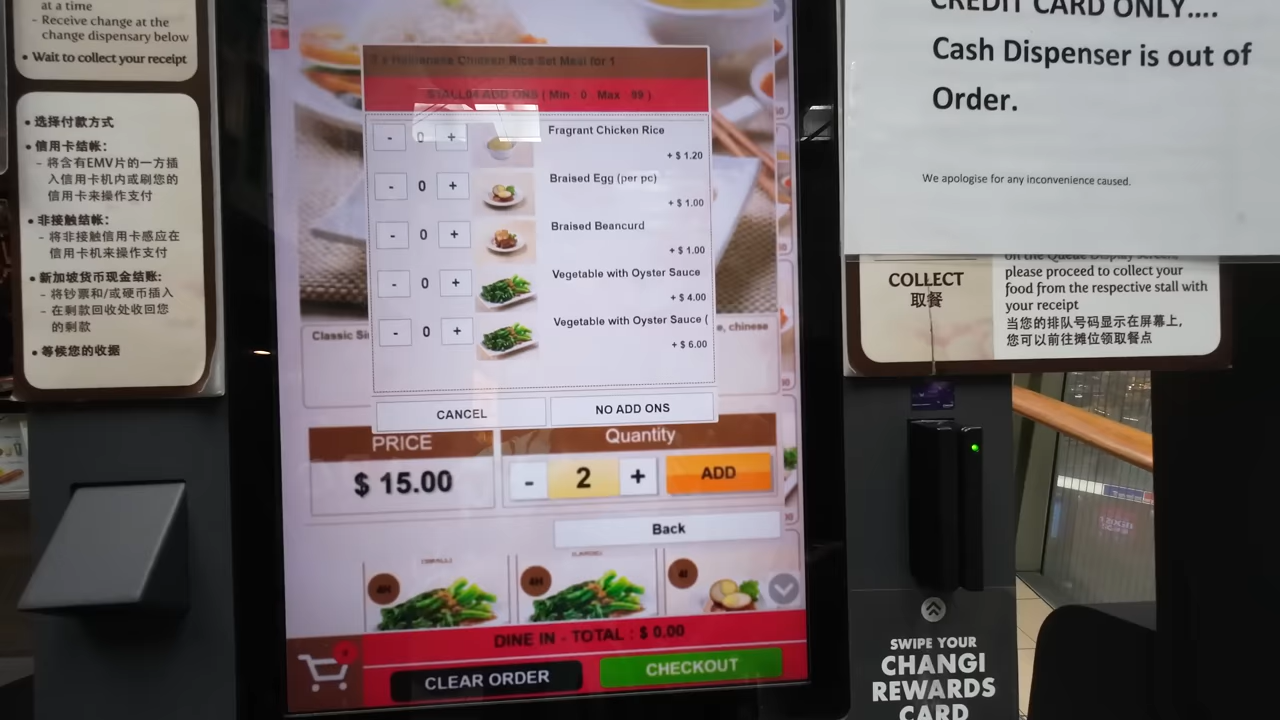 at a time
- Receive change at the
change dispensary below
• Wait to collect your receipt
• 选择付款方式
• 信用卡结帐:
- 将含有EMV片的一方插
入信用卡机内或刷您的
信用卡来操作支付
• 非接触结帐:
- 将非接触信用卡感应在
信用卡机来操作支付
• 新加坡货币现金结账:
- 将钞票和/或硬币插入
- 在剩款回收处收回您
的剩款
• 等候您的收据
Chicken Rice Set Meal for 1
ADD ONS ( Min : 0 Max : 99 )
- 0 + Fragrant Chicken Rice
+ $ 1.20
- 0 + Braised Egg (per pc)
+ $ 1.00
- 0 + Braised Beancurd
+ $ 1.00
- 0 + Vegetable with Oyster Sauce
+ $ 4.00
- 0 + Vegetable with Oyster Sauce (
+ $ 6.00
Classic
chinese
CANCEL
NO ADD ONS
PRICE
Quantity
$ 15.00
- 2 +
ADD
Back
4H
4H
4I
DINE IN - TOTAL : $ 0.00
CLEAR ORDER
CHECKOUT
CREDIT CARD ONLY....
Cash Dispenser is out of
Order.
We apologise for any inconvenience caused.
COLLECT
取餐
on the Queue Display Screen,
please proceed to collect your
food from the respective stall with
your receipt
当您的排队号码显示在屏幕上,
您可以前往摊位领取餐点
SWIPE YOUR
CHANGI
REWARDS
CARD